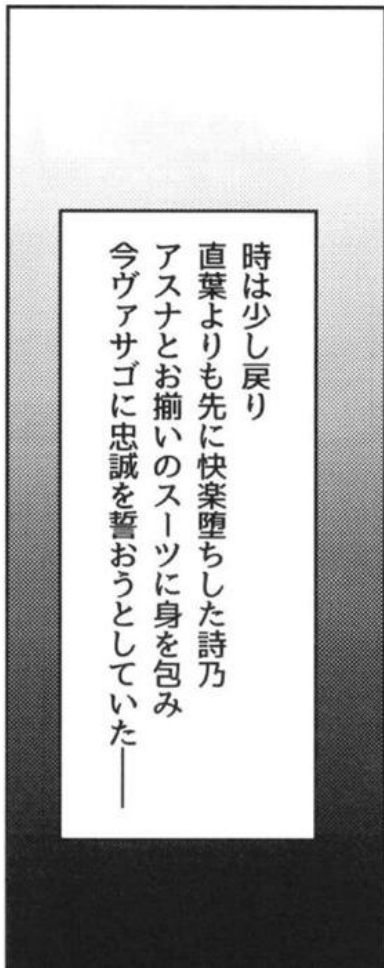 時は少し戻り
直葉よりも先に快楽堕ちした詩乃
アスナとお揃いのスーツに身を包み
今ヴァサゴに忠誠を誓おうとしていた――